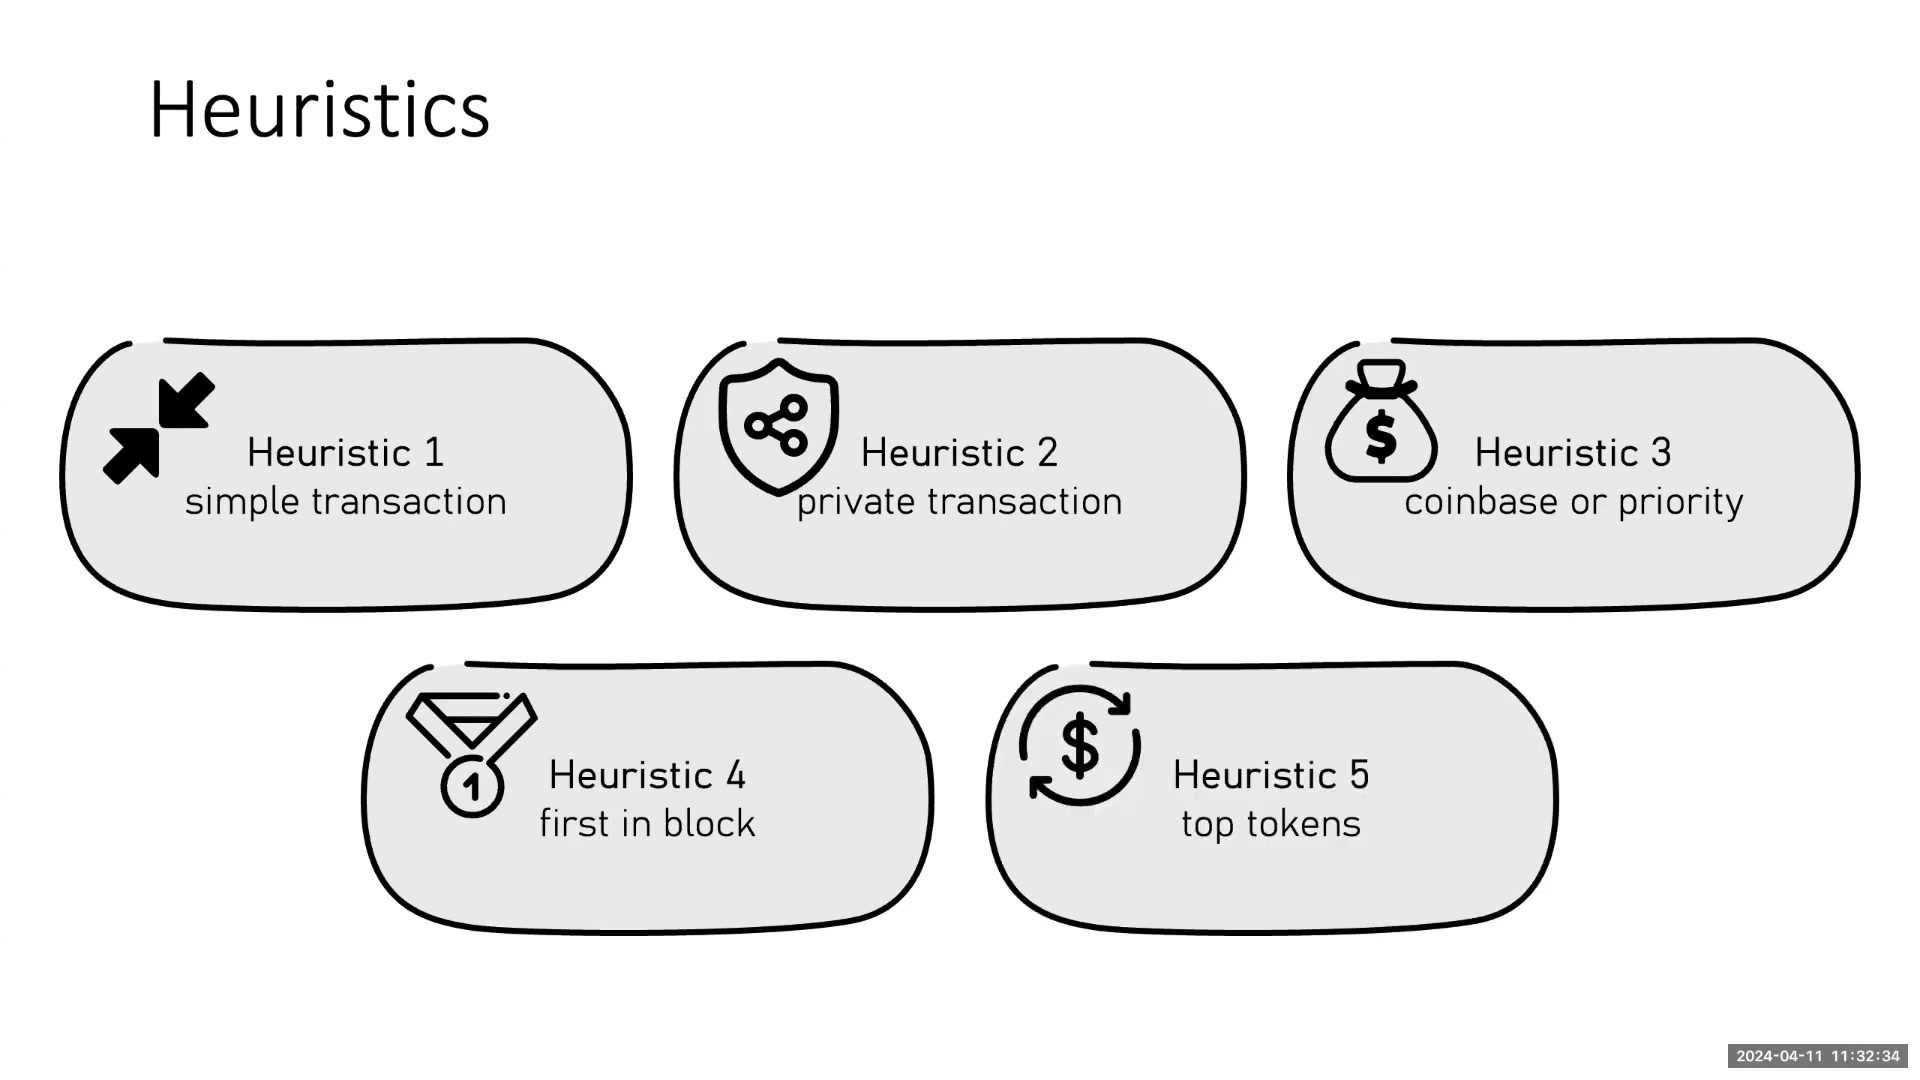 Heuristics
Heuristic 1
simple transaction
Heuristic 2
private transaction
Heuristic 3
coinbase or priority
$
1
Heuristic 4
first in block
$
Heuristic 5
top tokens
2024-04-11 11:32:34